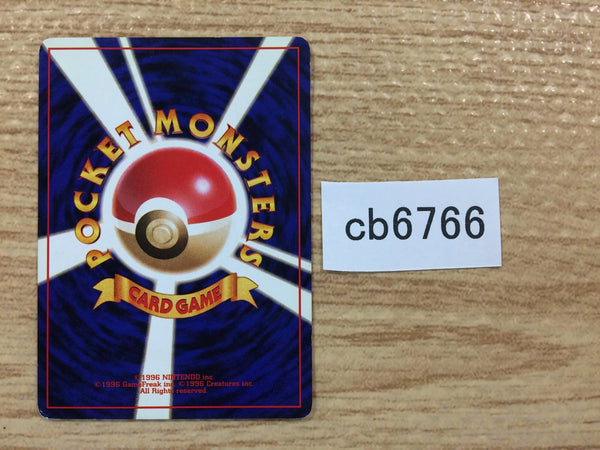 POCKET MONSTERS
CARD GAME
©1996 NINTENDO inc.
©1996 GameFreak inc. ©1996 Creatures inc.
All Rights reserved.
cb6766